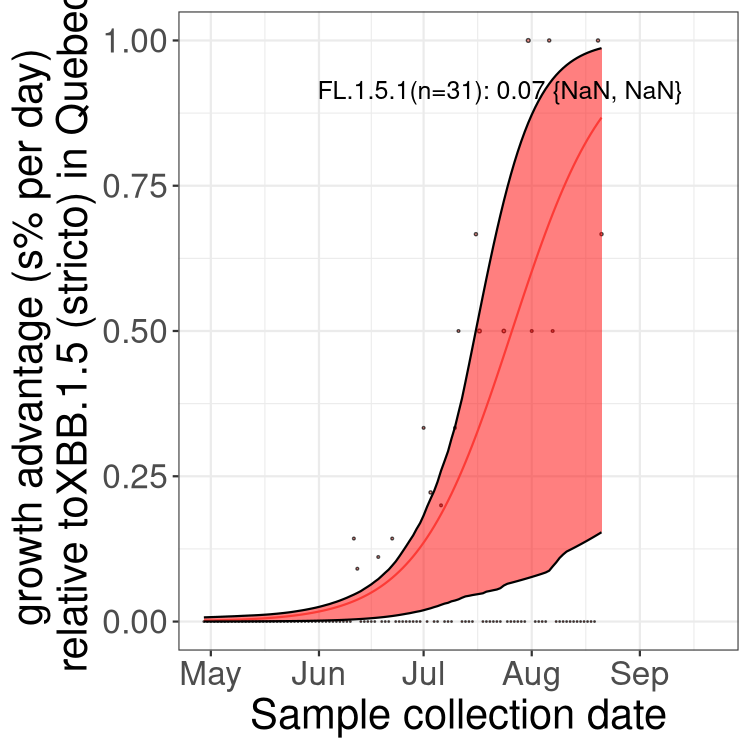 growth advantage (s% per day)
relative toXBB.1.5 (stricto) in Quebec
1.00
0.75
0.50
0.25
0.00
FL.1.5.1(n=31): 0.07 {NaN, NaN}
May Jun Jul Aug Sep
Sample collection date